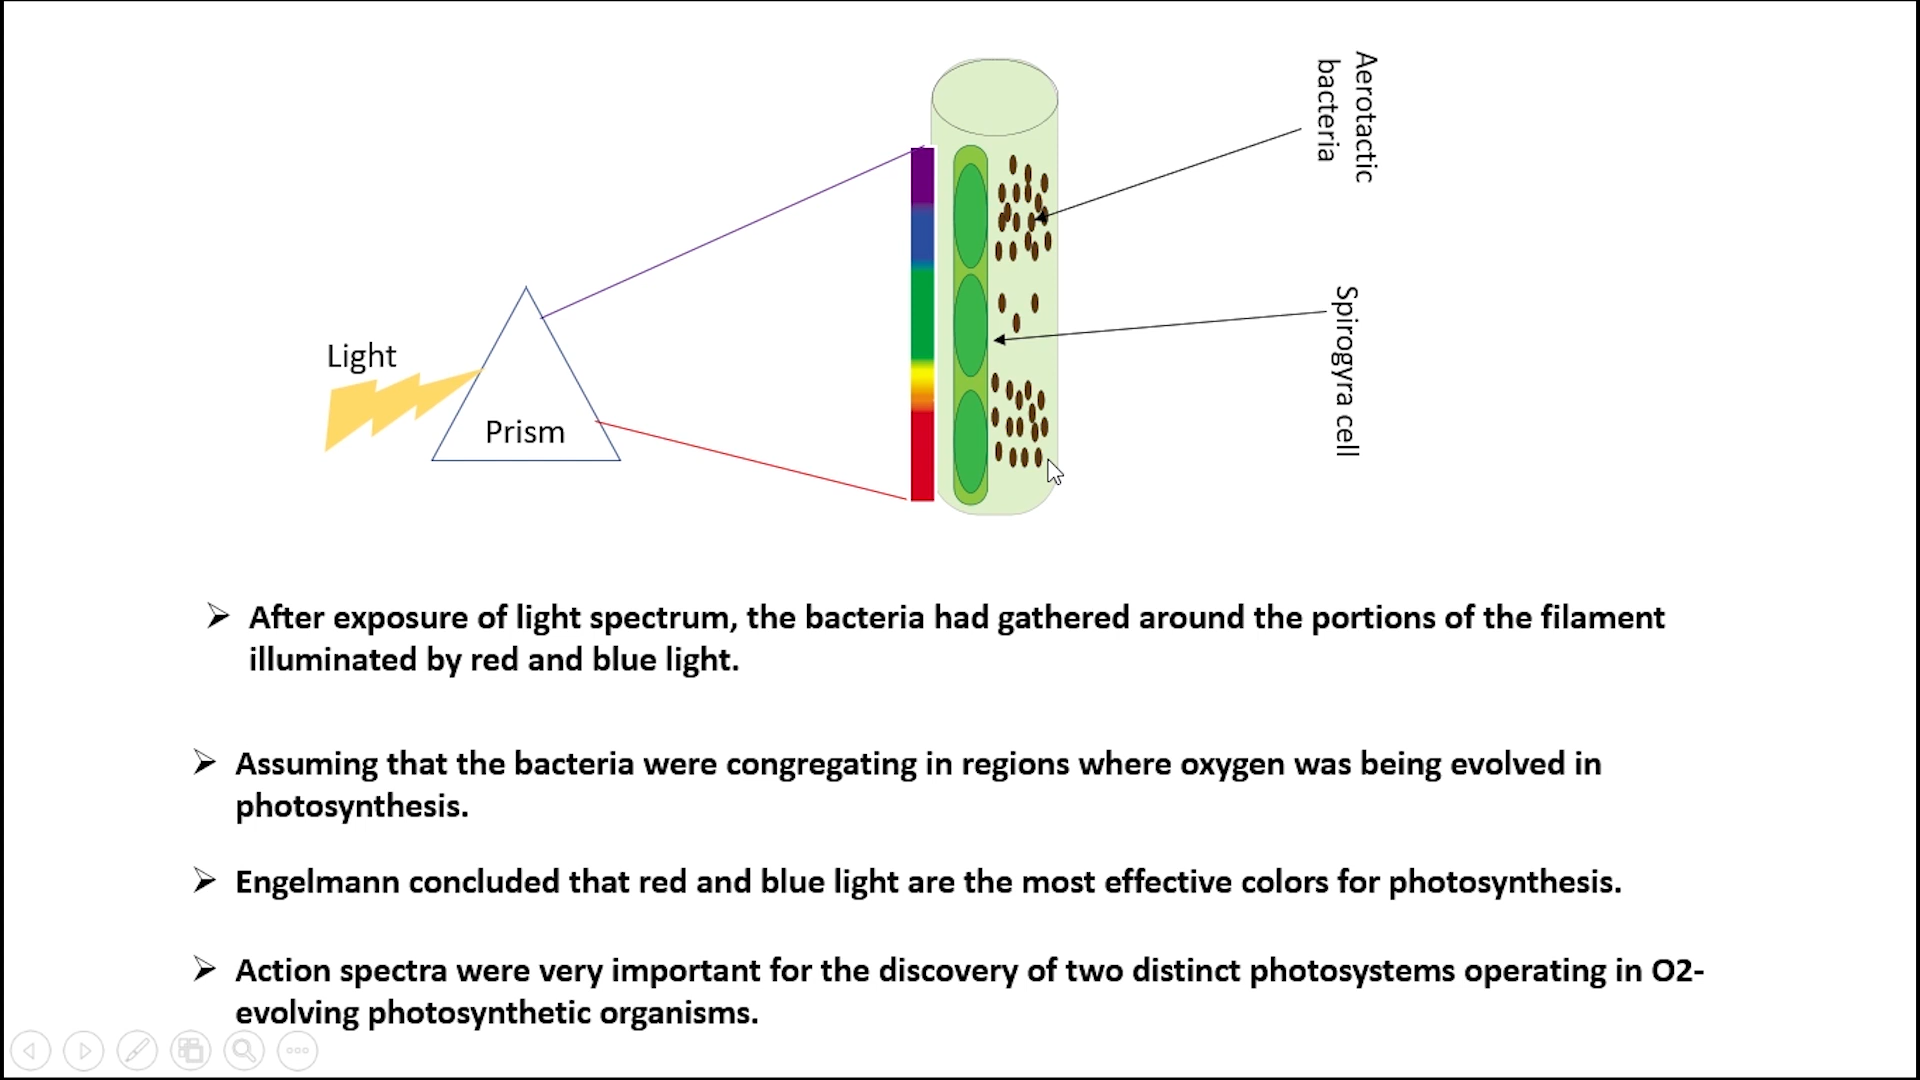 Aerotactic
bacteria
Spirogyra cell
Light
Prism
After exposure of light spectrum, the bacteria had gathered around the portions of the filament
illuminated by red and blue light.
Assuming that the bacteria were congregating in regions where oxygen was being evolved in
photosynthesis.
Engelmann concluded that red and blue light are the most effective colors for photosynthesis.
Action spectra were very important for the discovery of two distinct photosystems operating in O2-
evolving photosynthetic organisms.